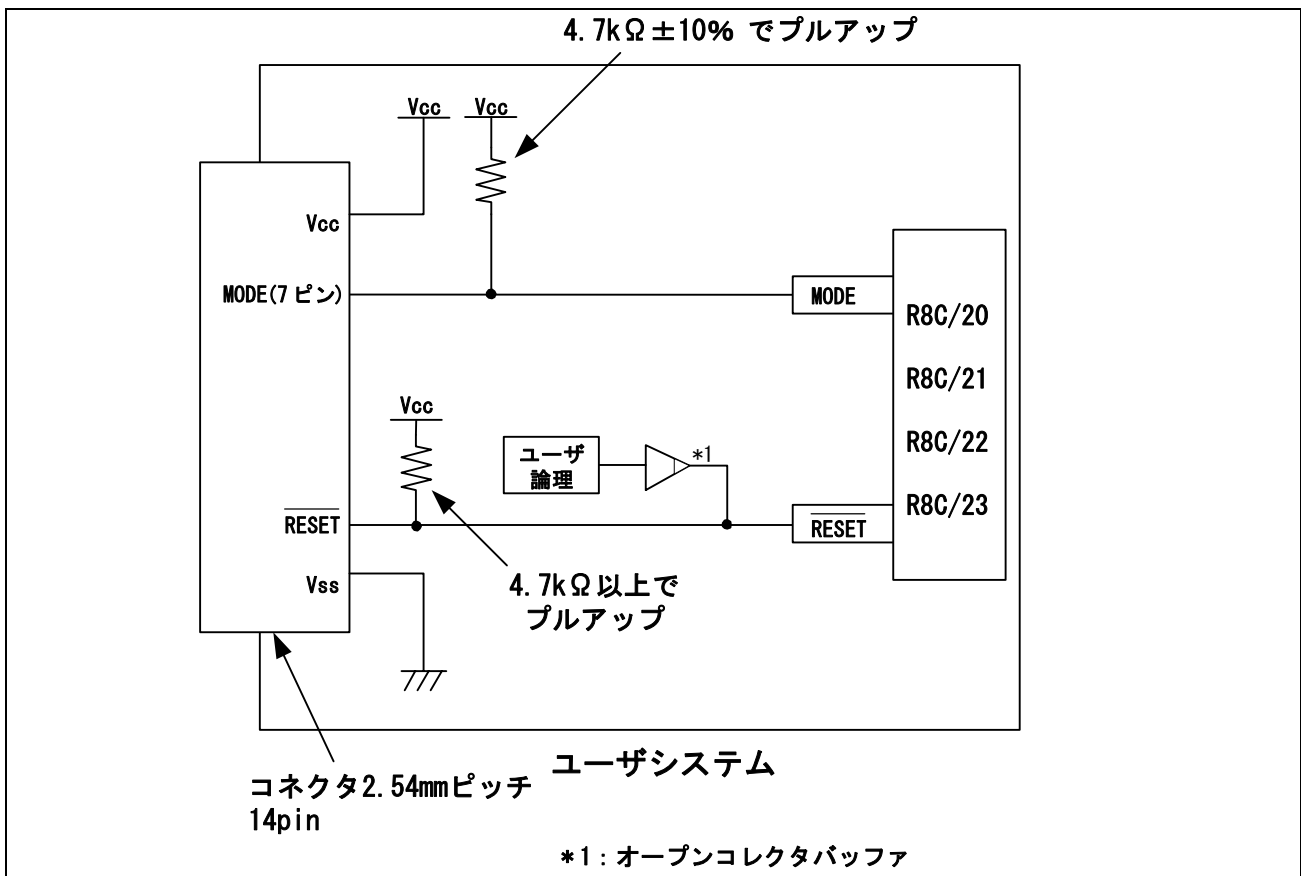 4.7kΩ±10% でプルアップ
Vcc
Vcc
Vcc
MODE(7 ピン)
MODE
R8C/20
R8C/21
R8C/22
R8C/23
Vcc
ユーザ
論理
*1
RESET
RESET
Vss
4.7kΩ以上で
プルアップ
ユーザシステム
コネクタ2.54mmピッチ
14pin
*1：オープンコレクタバッファ